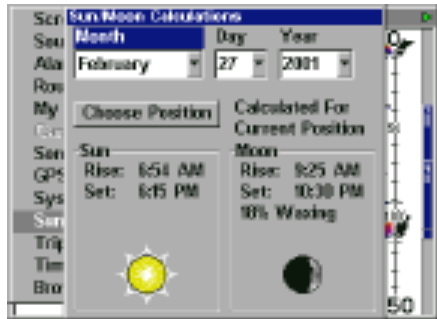 Sun/Moon Calculations
Month Day Year
February 27 2001
Choose Position
Calculated For
Current Position
Sun
Rise: 6:51 AM
Set: 6:15 PM
Moon
Rise: 9:25 AM
Set: 10:30 PM
18% Waxing
Scr
Sou
Ala
Rou
My
Sen
GPS
Sys
Sun
Trip
Tim
Bro
50